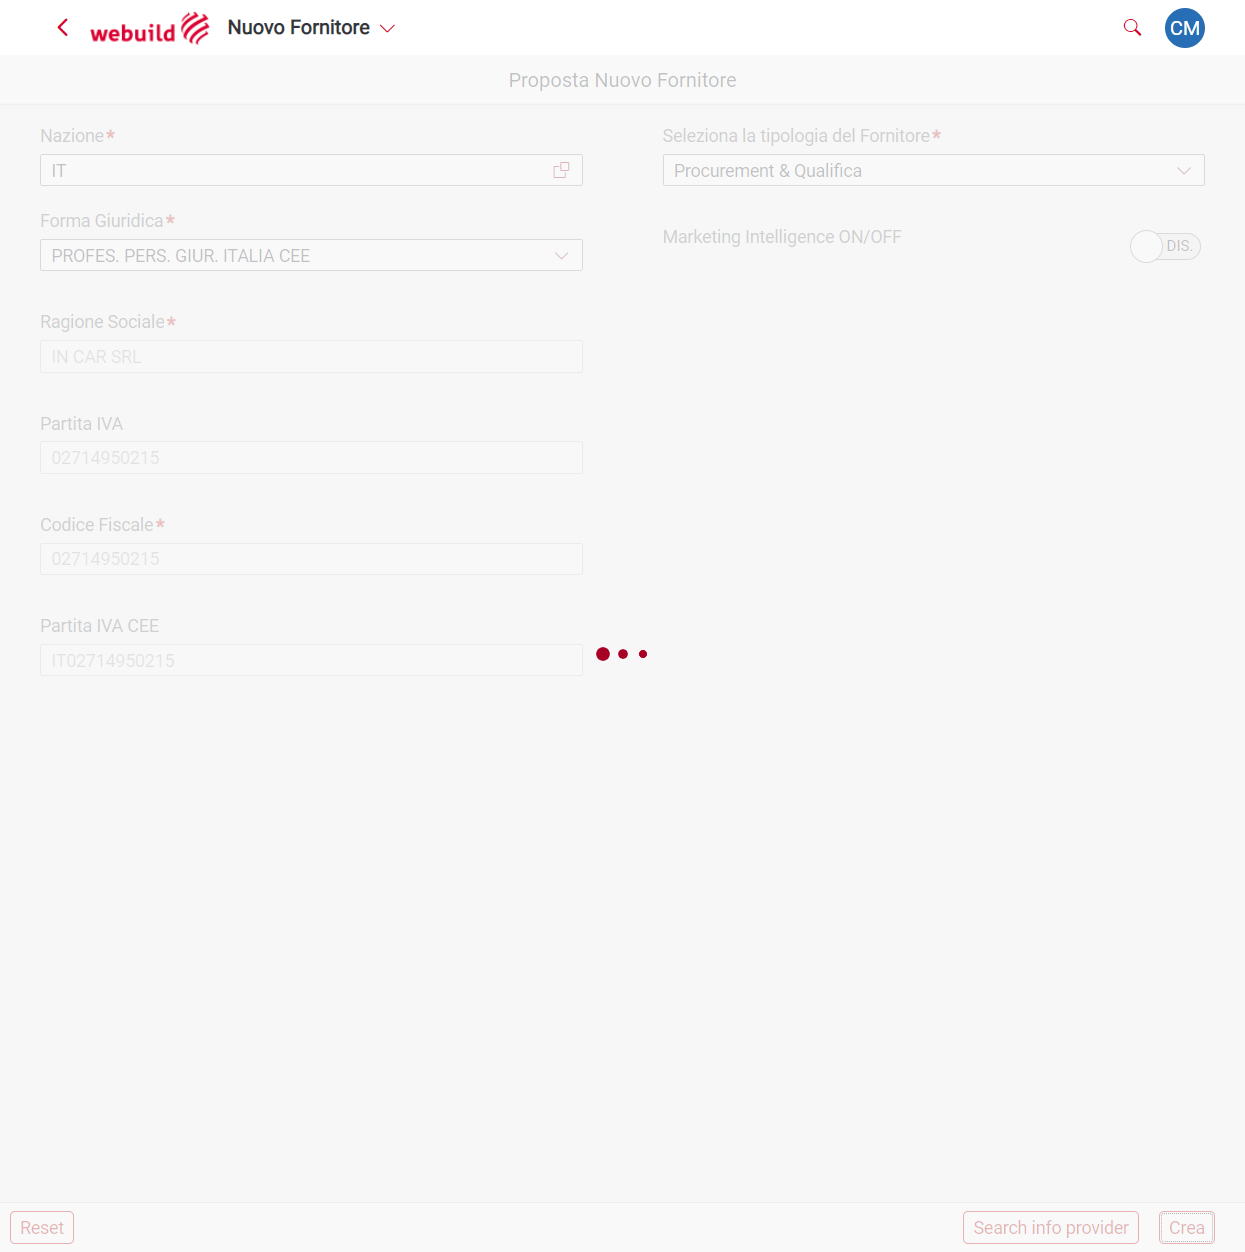 webuild Nuovo Fornitore
CM
Proposta Nuovo Fornitore
Nazione*
IT
Seleziona la tipologia del Fornitore*
Procurement & Qualifica
Forma Giuridica*
PROFES. PERS. GIUR. ITALIA CEE
Marketing Intelligence ON/OFF
DIS.
Ragione Sociale*
IN CAR SRL
Partita IVA
02714950215
Codice Fiscale*
02714950215
Partita IVA CEE
IT02714950215
Reset
Search info provider
Crea